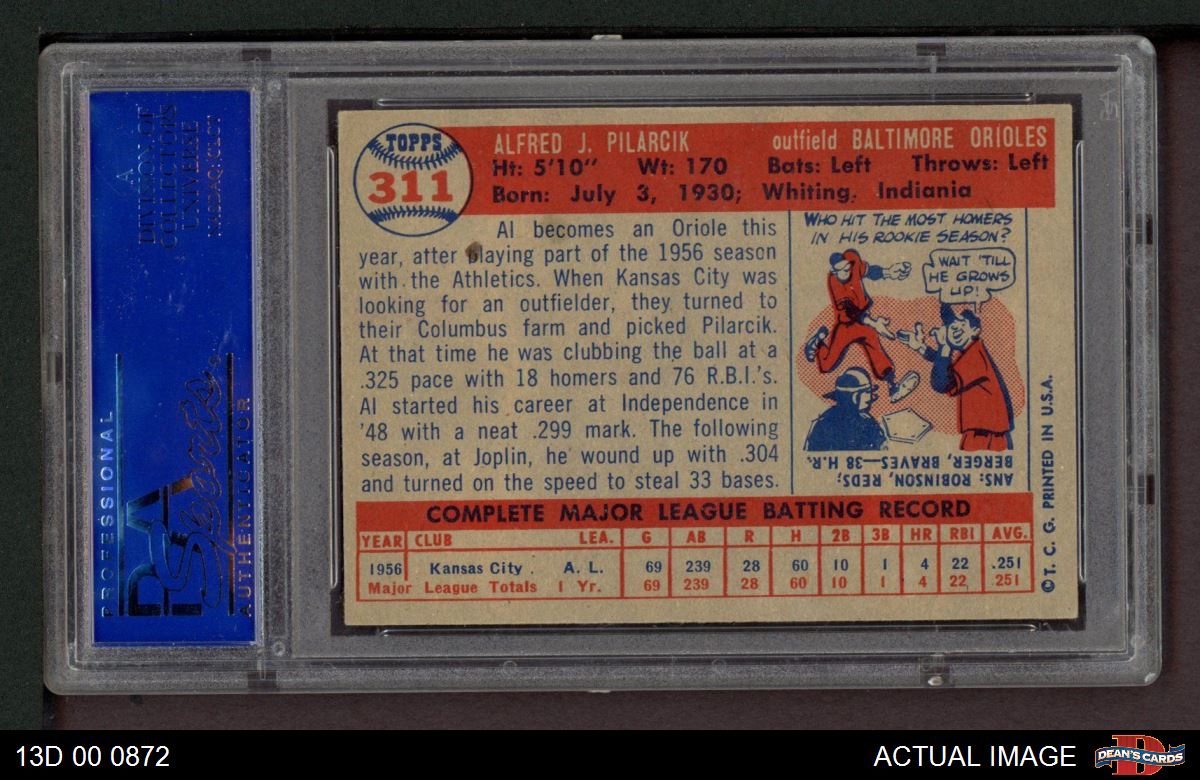 A
DIVISION OF
COLLECTORS
UNIVERSE
NASDAQ:CLCT
PROFESSIONAL
PSA
Sports
AUTHENTICATOR
TOPPS
311
ALFRED J. PILARCIK outfield BALTIMORE ORIOLES
Ht: 5'10" Wt: 170 Bats: Left Throws: Left
Born: July 3, 1930; Whiting. Indiania
Al becomes an Oriole this
year, after playing part of the 1956 season
with the Athletics. When Kansas City was
looking for an outfielder, they turned to
their Columbus farm and picked Pilarcik.
At that time he was clubbing the ball at a
.325 pace with 18 homers and 76 R.B.I.'s.
Al started his career at Independence in
'48 with a neat .299 mark. The following
season, at Joplin, he wound up with .304
and turned on the speed to steal 33 bases.
WHO HIT THE MOST HOMERS
IN HIS ROOKIE SEASON?
WAIT 'TILL
HE GROWS
UP!
ANS: ROBINSON, REDS;
BERGER, BRAVES—38 H.R.
COMPLETE MAJOR LEAGUE BATTING RECORD
YEAR CLUB LEA. G AB R H 2B 3B HR RBI AVG.
1956 Kansas City . A. L. 69 239 28 60 10 1 4 22 .251
Major League Totals 1 Yr. 69 239 28 60 10 1 4 22 .251
© T. C. G. PRINTED IN U.S.A.
13D 00 0872
ACTUAL IMAGE
D
DEAN'S CARDS